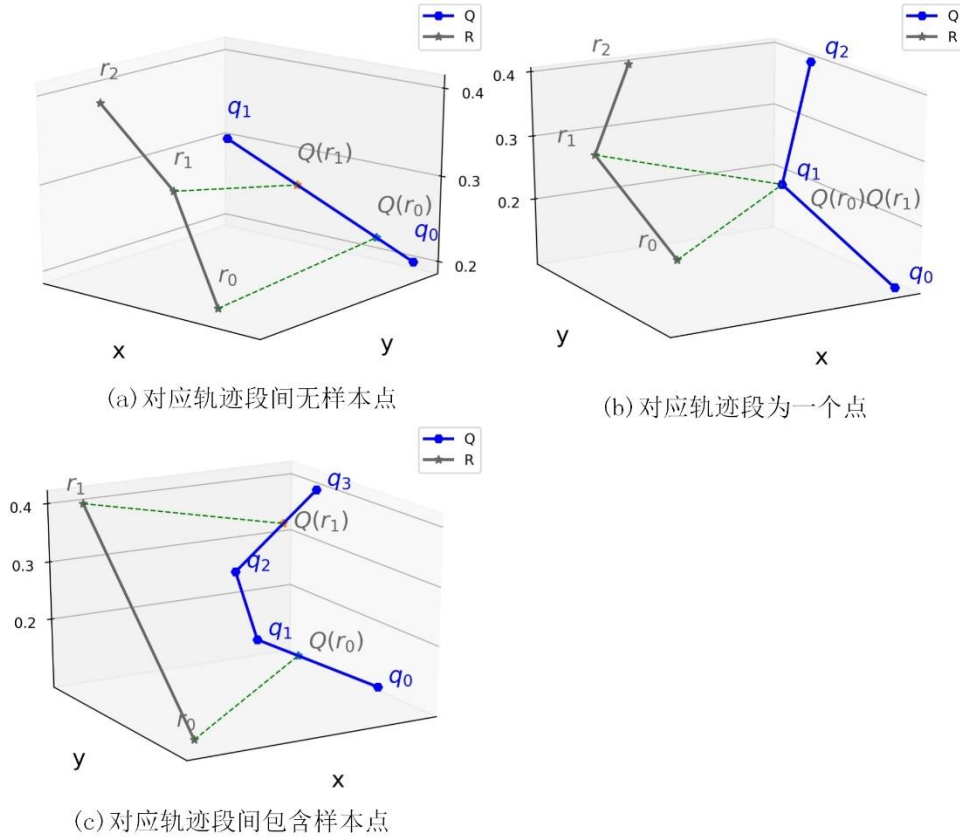 Q
R
r₂
q₁
r₁
Q(r₁)
Q(r₀)
q₀
r₀
0.4
0.3
0.2
x
y
(a)对应轨迹段间无样本点
Q
R
0.4
0.3
0.2
r₂
q₂
r₁
q₁
Q(r₀)Q(r₁)
r₀
q₀
y
x
(b)对应轨迹段为一个点
Q
R
0.4
0.3
0.2
r₁
q₃
Q(r₁)
q₂
q₁
Q(r₀)
q₀
r₀
y
x
(c)对应轨迹段间包含样本点